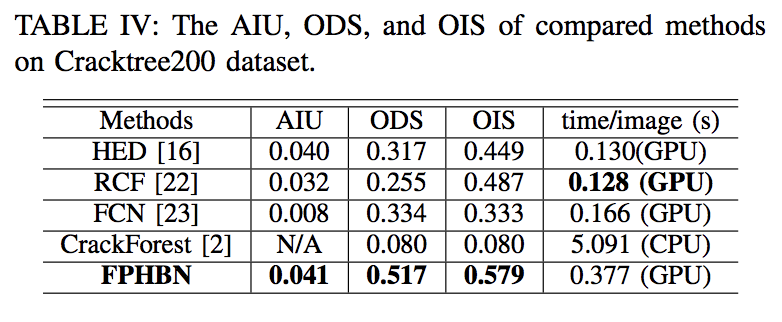 TABLE IV: The AIU, ODS, and OIS of compared methods
on Cracktree200 dataset.
Methods AIU ODS OIS time/image (s)
HED [16] 0.040 0.317 0.449 0.130(GPU)
RCF [22] 0.032 0.255 0.487 0.128 (GPU)
FCN [23] 0.008 0.334 0.333 0.166 (GPU)
CrackForest [2] N/A 0.080 0.080 5.091 (CPU)
FPHBN 0.041 0.517 0.579 0.377 (GPU)